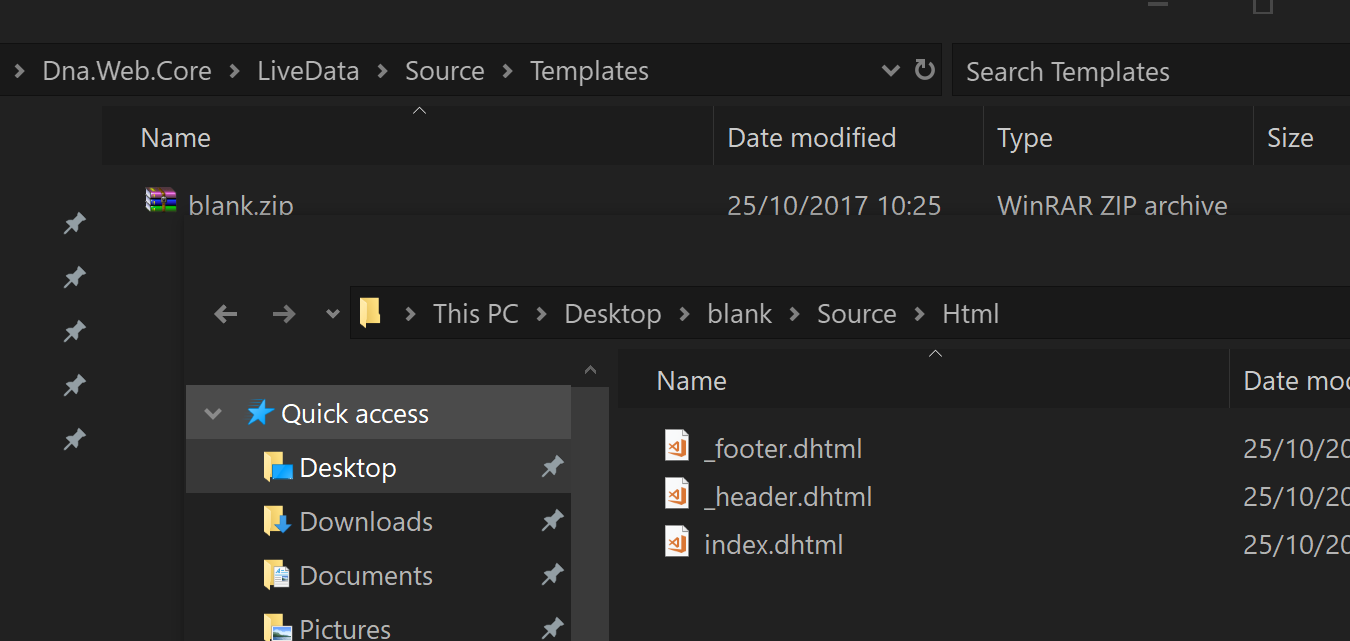 Dna.Web.Core LiveData Source Templates Search Templates
Name Date modified Type Size
blank.zip 25/10/2017 10:25 WinRAR ZIP archive
This PC Desktop blank Source Html
Name Date mo
Quick access
_footer.dhtml 25/10/20
Desktop
_header.dhtml 25/10/20
Downloads
index.dhtml 25/10/20
Documents
Pictures